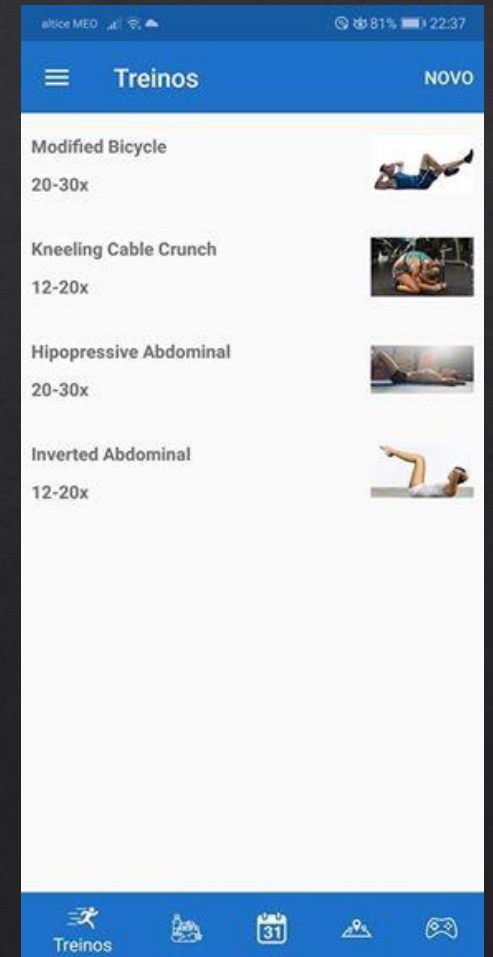 altice MEO 81% 22:37
Treinos NOVO
Modified Bicycle
20-30x
Kneeling Cable Crunch
12-20x
Hipopressive Abdominal
20-30x
Inverted Abdominal
12-20x
31
Treinos